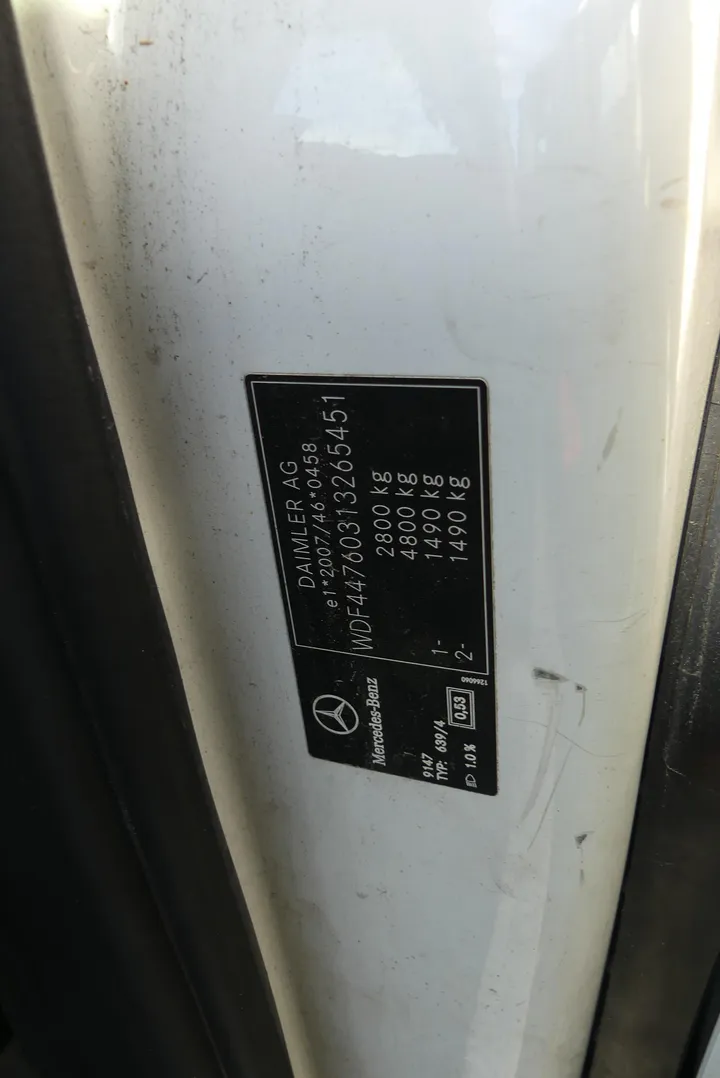 DAIMLER AG
e1*2007/46*0458
WDF44760313265451
2800 kg
4800 kg
1- 1490 kg
2- 1490 kg
Mercedes-Benz
9147
TYP: 639/4
1.0 %
0,53
1266060